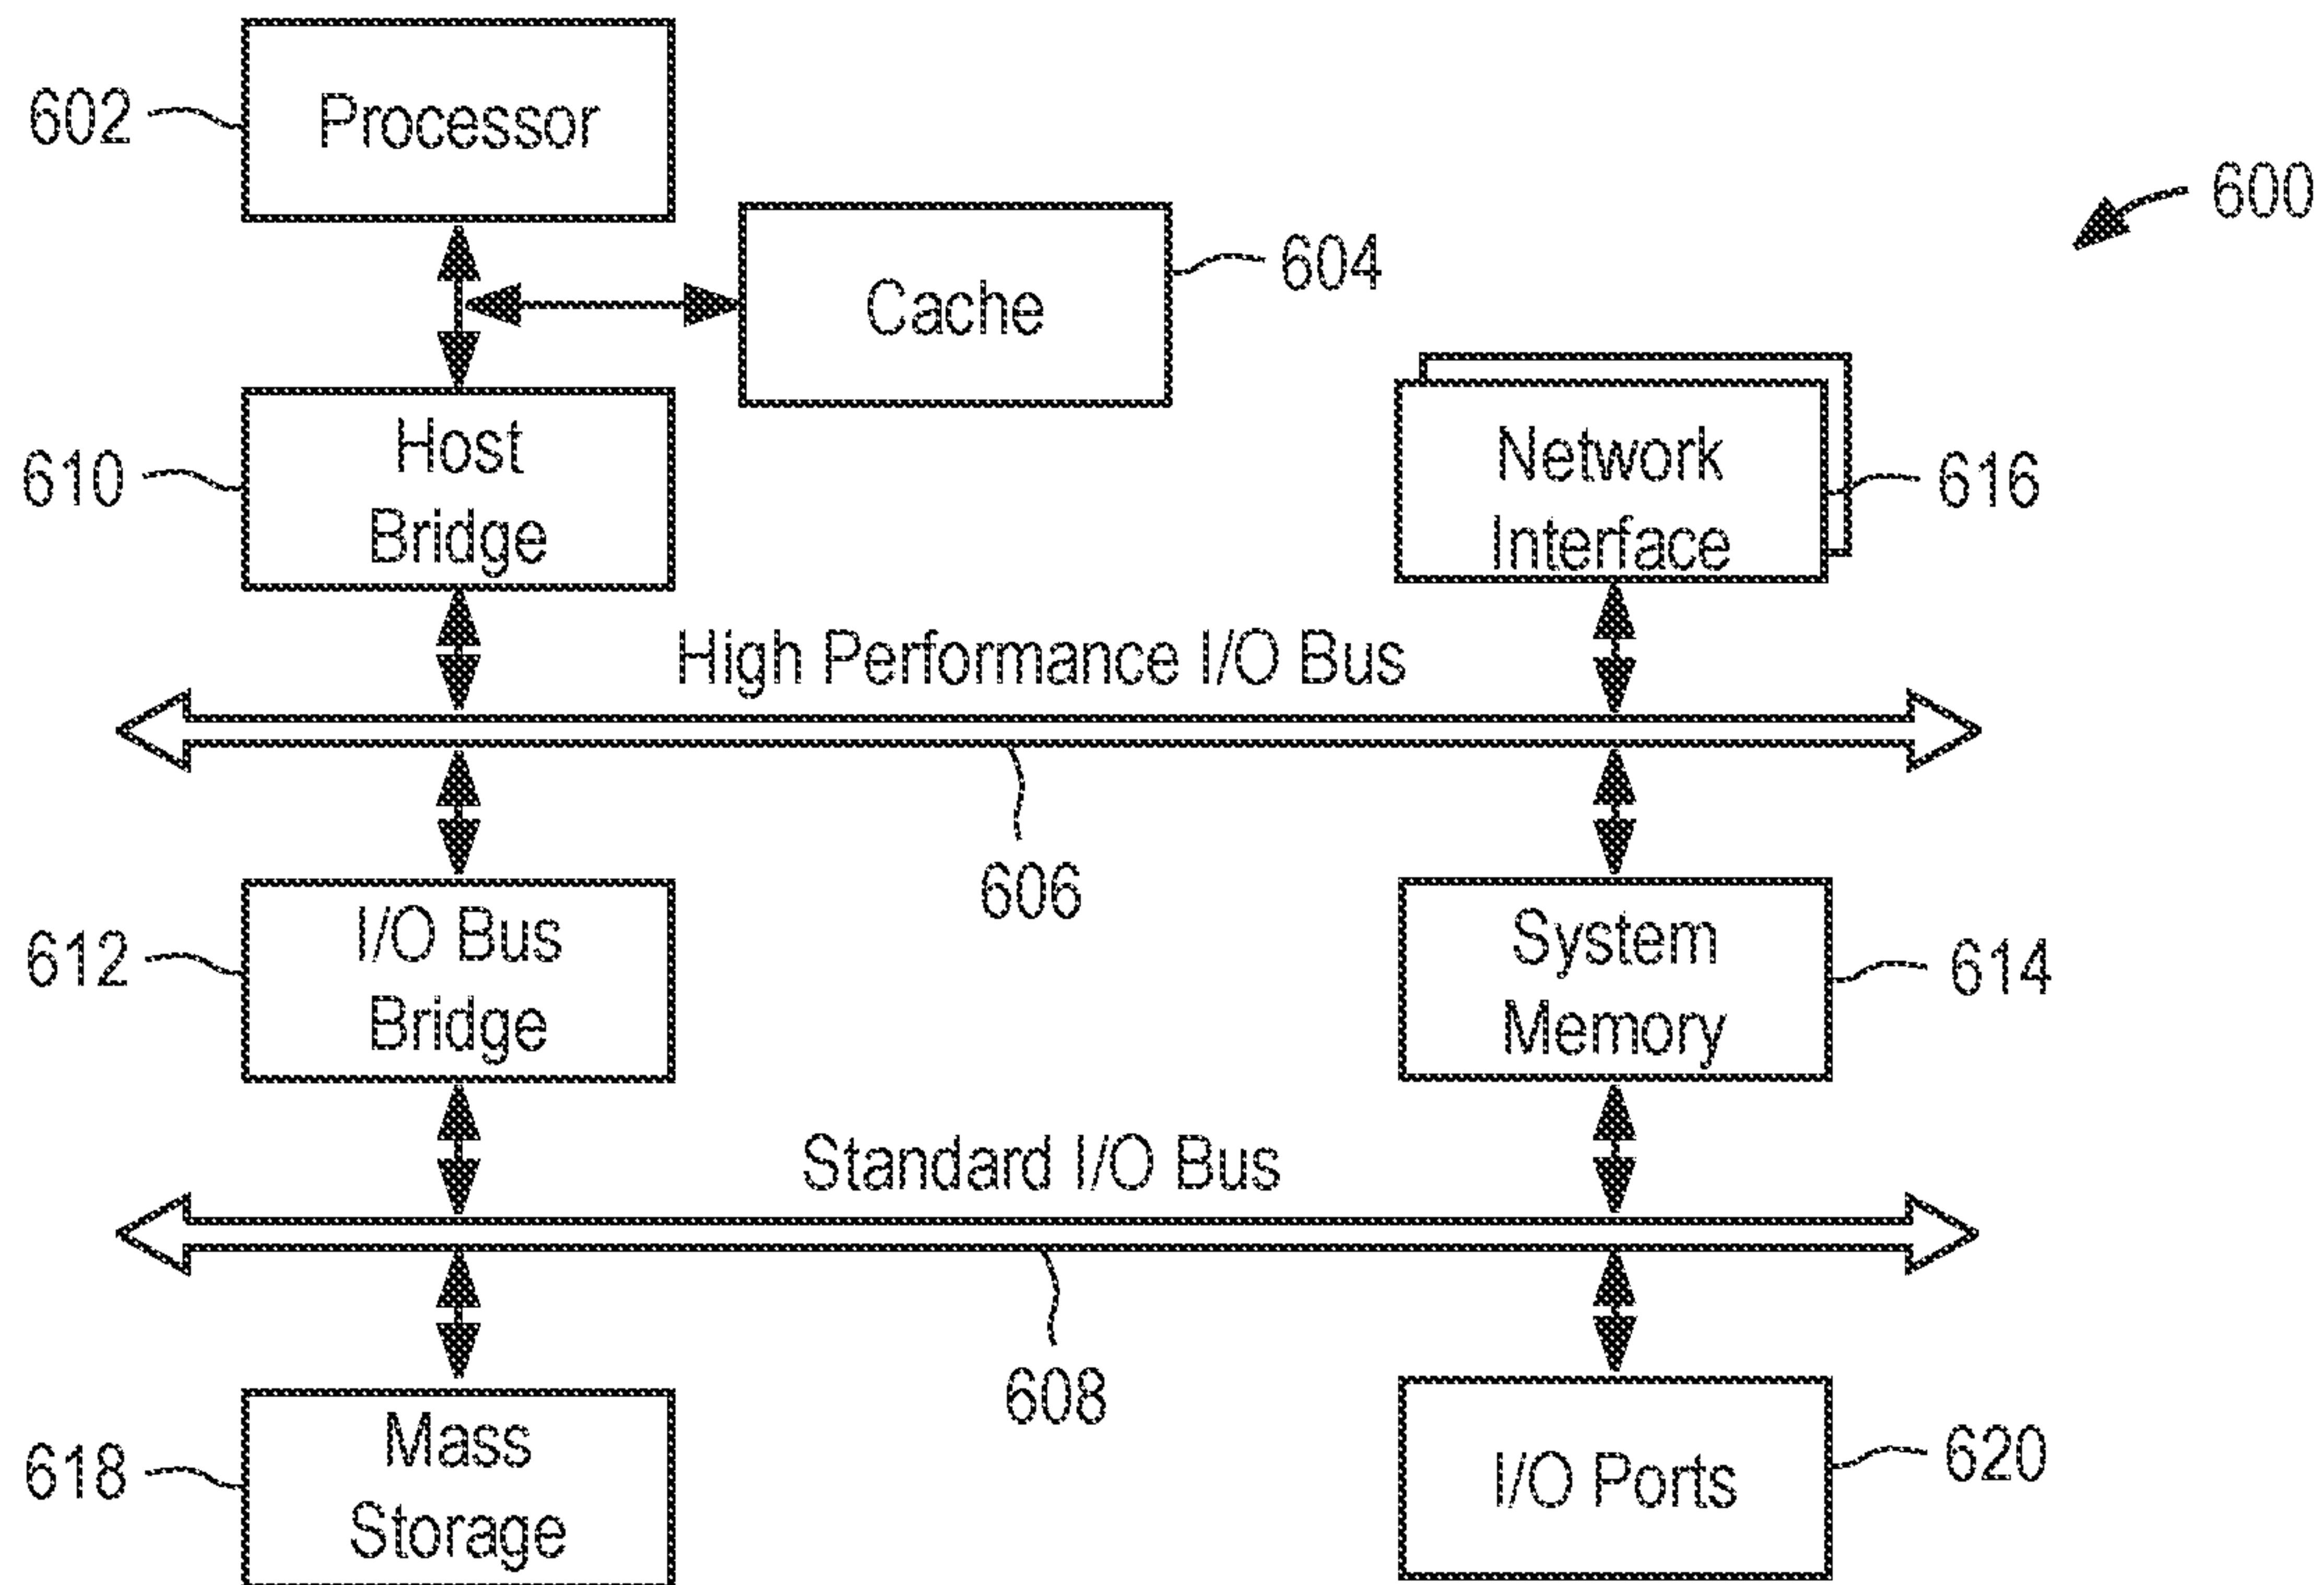 602
Processor
600
604
Cache
610
Host
Bridge
Network
Interface
616
High Performance I/O Bus
606
612
I/O Bus
Bridge
System
Memory
614
Standard I/O Bus
608
618
Mass
Storage
I/O Ports
620